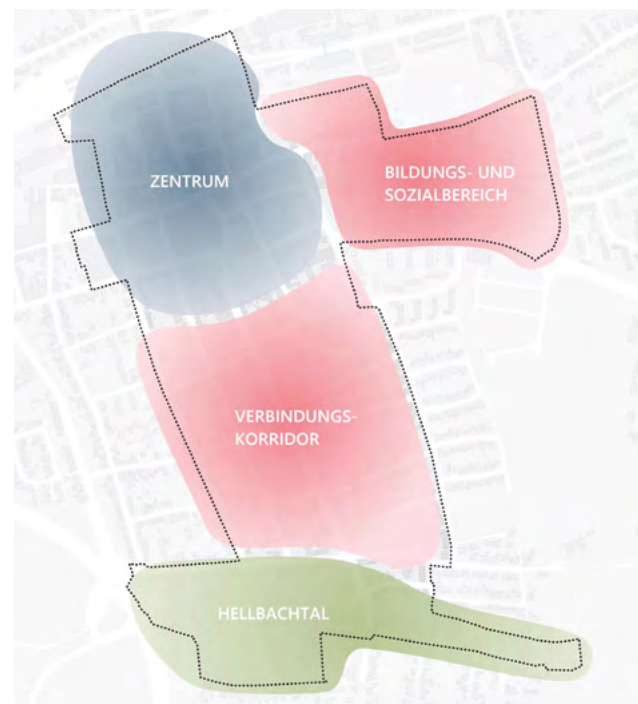 ZENTRUM
BILDUNGS- UND
SOZIALBEREICH
VERBINDUNGS-
KORRIDOR
HELLBACHTAL